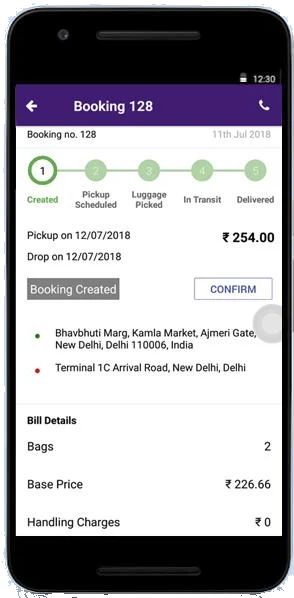 12:30
Booking 128
Booking no. 128 11th Jul 2018
1 2 3 4 5
Created Pickup Scheduled Luggage Picked In Transit Delivered
Pickup on 12/07/2018 ₹ 254.00
Drop on 12/07/2018
Booking Created CONFIRM
Bhavbhuti Marg, Kamla Market, Ajmeri Gate,
New Delhi, Delhi 110006, India
Terminal 1C Arrival Road, New Delhi, Delhi
Bill Details
Bags 2
Base Price ₹ 226.66
Handling Charges ₹ 0